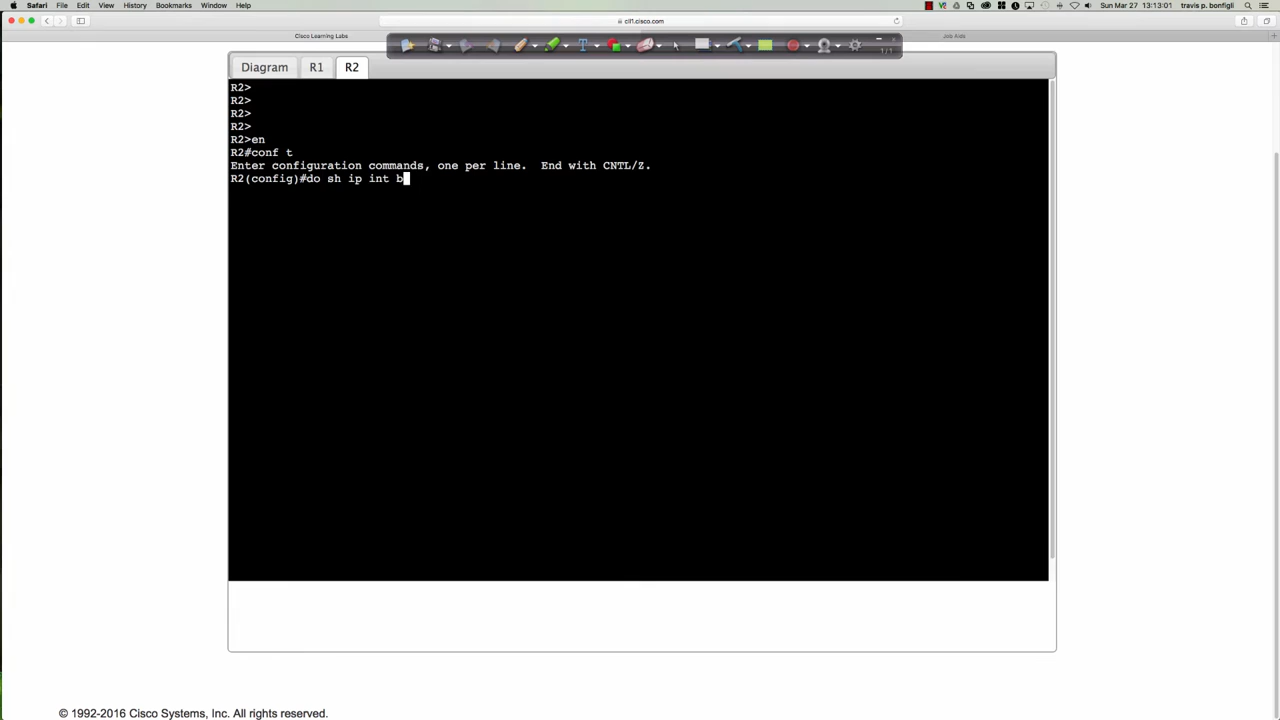 Safari File Edit View History Bookmarks Window Help
Sun Mar 27 13:13:01 travis p. bonfigli
cll1.cisco.com
Cisco Learning Labs
Job Aids
1/1
Diagram R1 R2
R2>
R2>
R2>
R2>
R2>en
R2#conf t
Enter configuration commands, one per line. End with CNTL/Z.
R2(config)#do sh ip int b
© 1992-2016 Cisco Systems, Inc. All rights reserved.